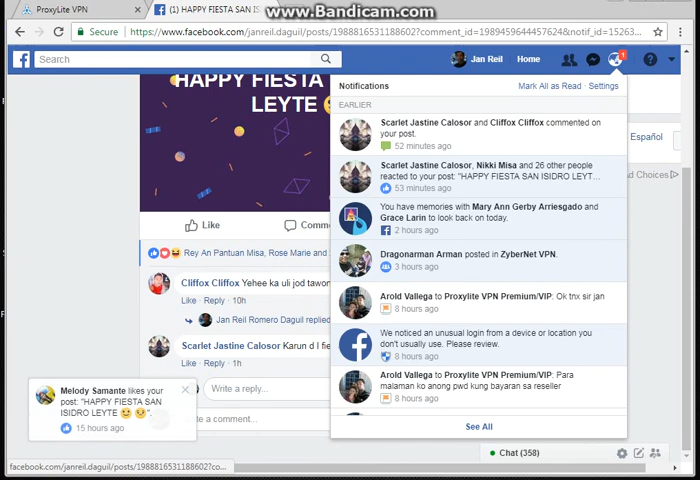 www.Bandicam.com
ProxyLite VPN
(1) HAPPY FIESTA SAN IS
Secure
https://www.facebook.com/janreil.daguil/posts/1988816531188602?comment_id=1989459644457624&notif_id=15263
Search
Jan Reil
Home
1
HAPPY FIESTA
LEYTE
Like
Comm
Rey An Pantuan Misa, Rose Marie and
Cliffox Cliffox Yehee ka uli jod tawon
Like · Reply · 10h
Jan Reil Romero Daguil replied
Scarlet Jastine Calosor Karun d I fie
Like · Reply · 1h
Write a reply...
te a comment...
Melody Samante likes your
post: "HAPPY FIESTA SAN
ISIDRO LEYTE 😀 😀".
15 hours ago
Notifications
Mark All as Read · Settings
EARLIER
Scarlet Jastine Calosor and Cliffox Cliffox commented on
your post.
52 minutes ago
Scarlet Jastine Calosor, Nikki Misa and 26 other people
reacted to your post: "HAPPY FIESTA SAN ISIDRO LEYT...
53 minutes ago
You have memories with Mary Ann Gerby Arriesgado and
Grace Larin to look back on today.
2 hours ago
Dragonarman Arman posted in ZyberNet VPN.
3 hours ago
Arold Vallega to Proxylite VPN Premium/VIP: Ok tnx sir jan
8 hours ago
We noticed an unusual login from a device or location you
don't usually use. Please review.
8 hours ago
Arold Vallega to Proxylite VPN Premium/VIP: Para
malaman ko anong pwd kung bayaran sa reseller
8 hours ago
See All
Español
d Choices
Chat (358)
facebook.com/janreil.daguil/posts/1988816531188602?co...